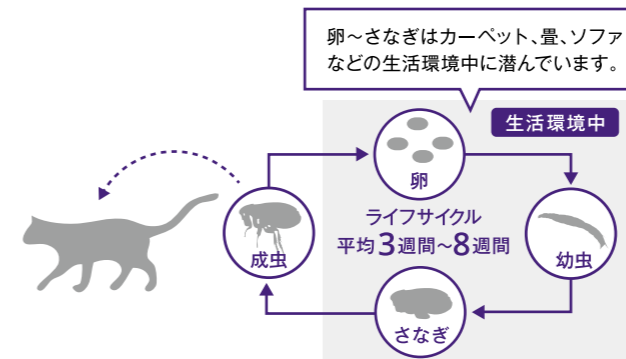 卵～さなぎはカーペット、畳、ソファ
などの生活環境中に潜んでいます。
生活環境中
卵
ライフサイクル
平均3週間～8週間
成虫
幼虫
さなぎ